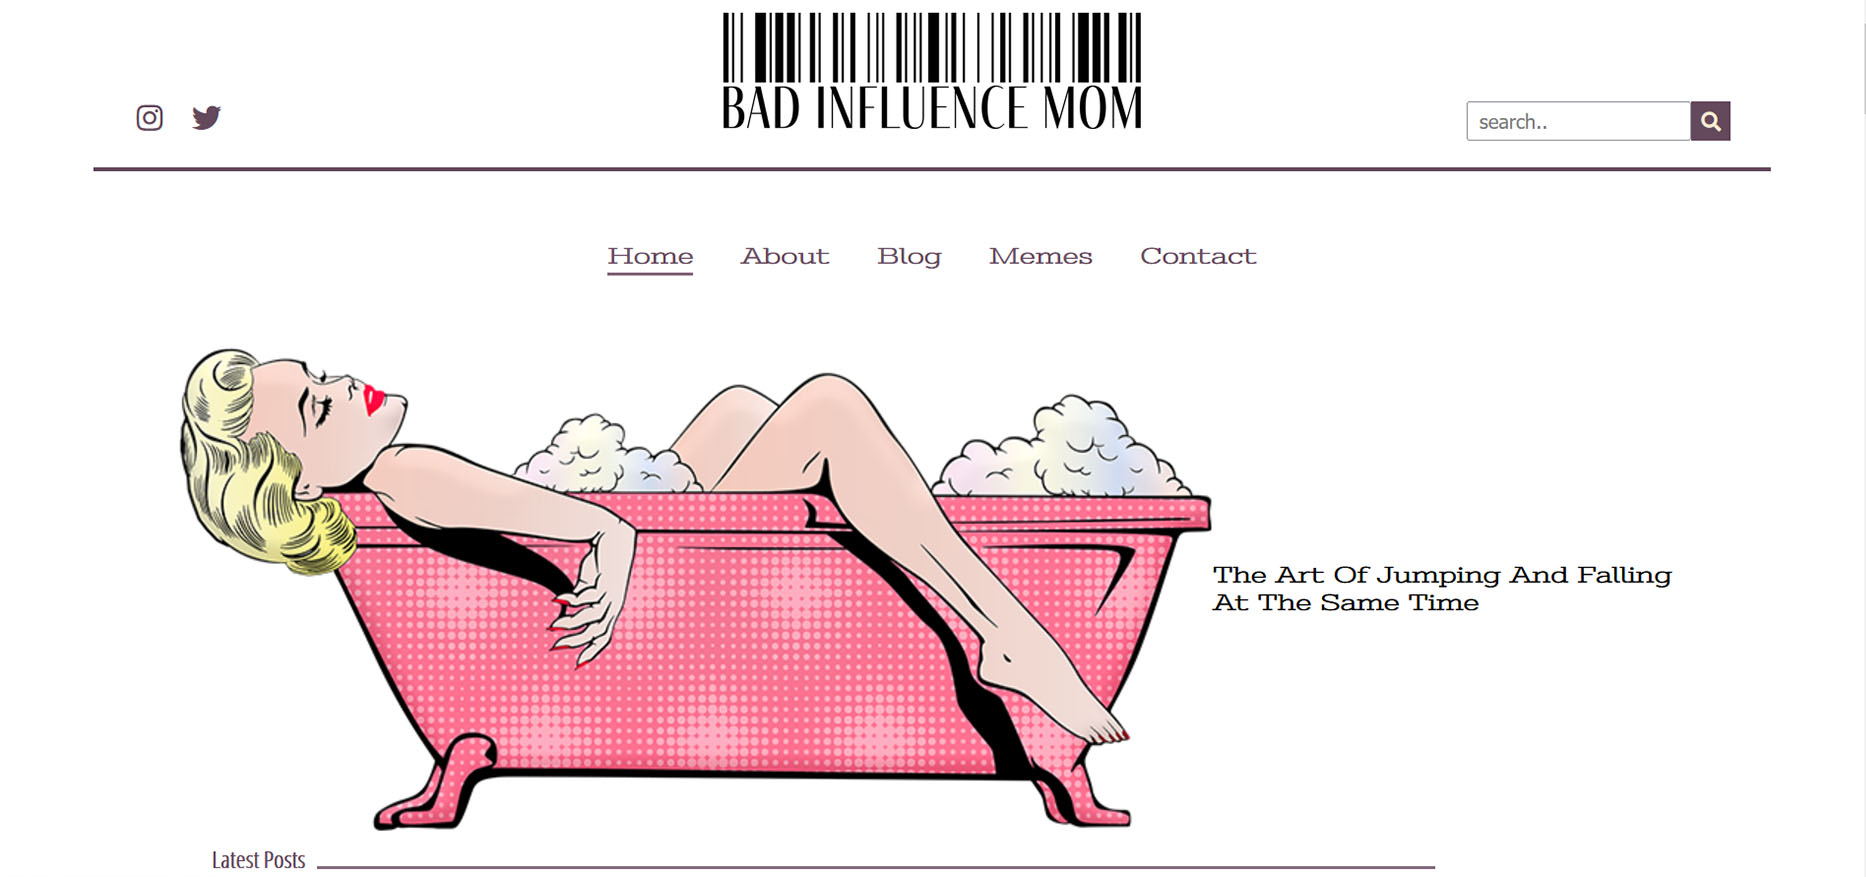 BAD INFLUENCE MOM
search..
Home About Blog Memes Contact
The Art Of Jumping And Falling
At The Same Time
Latest Posts